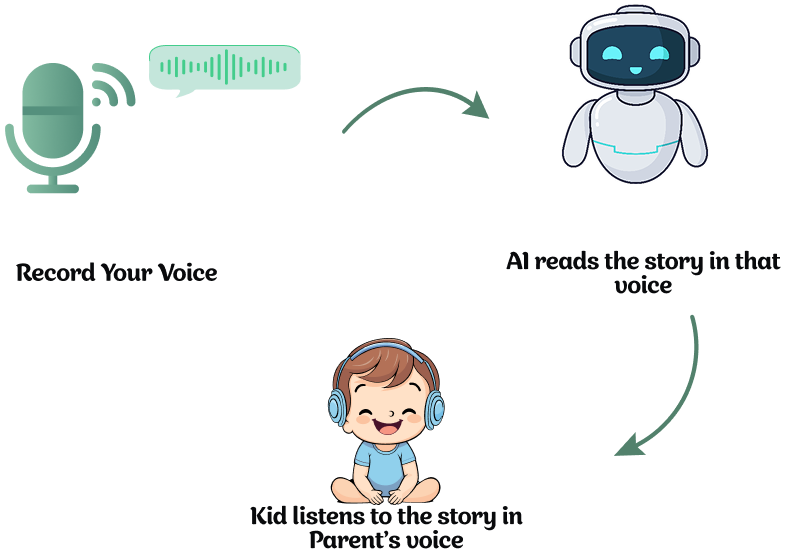 Record Your Voice
AI reads the story in that
voice
Kid listens to the story in
Parent's voice